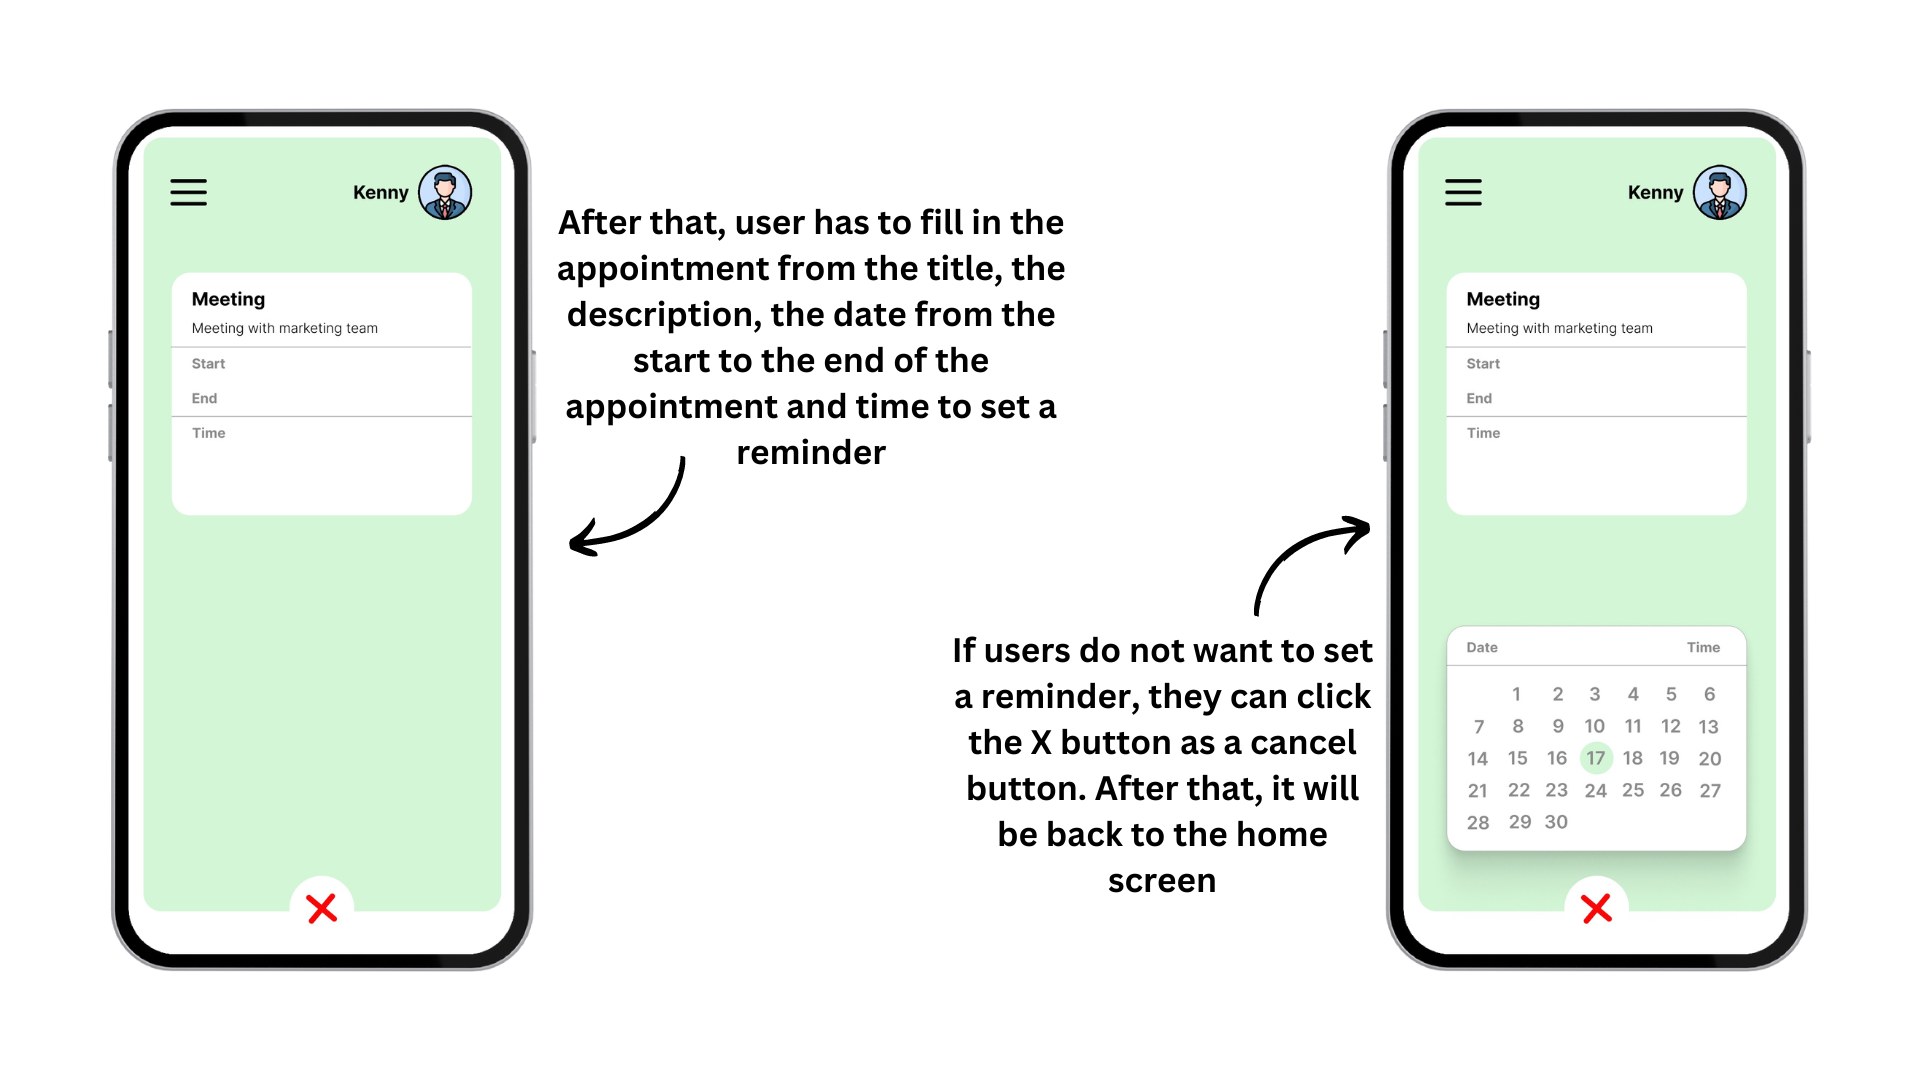 Kenny
Meeting
Meeting with marketing team
Start
End
Time
After that, user has to fill in the
appointment from the title, the
description, the date from the
start to the end of the
appointment and time to set a
reminder
If users do not want to set
a reminder, they can click
the X button as a cancel
button. After that, it will
be back to the home
screen
Kenny
Meeting
Meeting with marketing team
Start
End
Time
Date Time
1 2 3 4 5 6
7 8 9 10 11 12 13
14 15 16 17 18 19 20
21 22 23 24 25 26 27
28 29 30